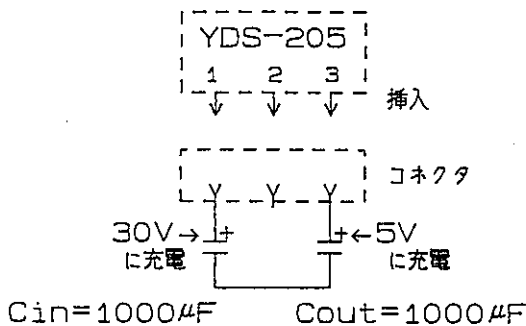 YDS-205
1 2 3
挿入
コネクタ
30V→ + + ←5V
に充電 に充電
Cin=1000μF Cout=1000μF